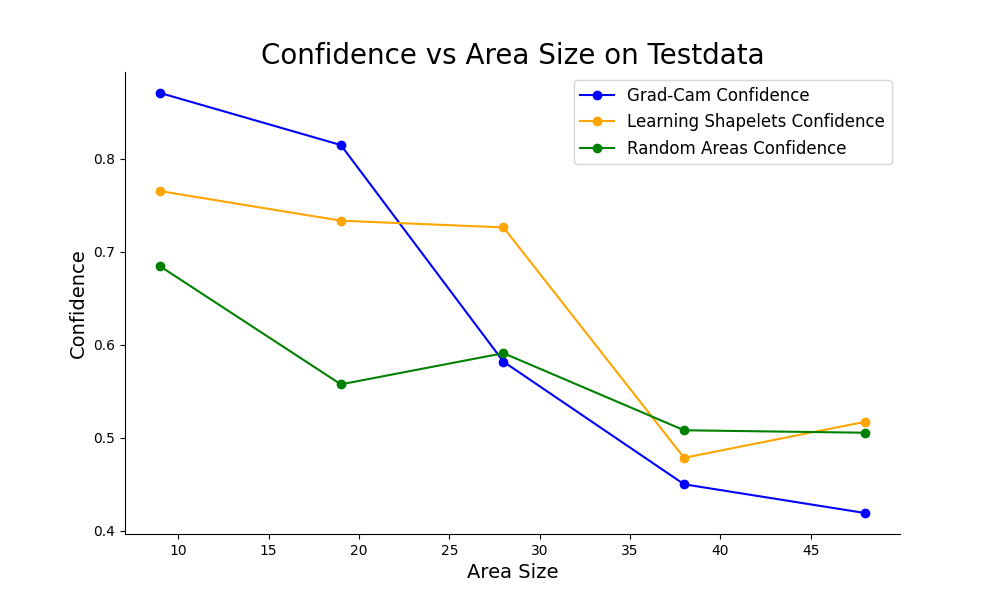 Confidence vs Area Size on Testdata
Grad-Cam Confidence
Learning Shapelets Confidence
Random Areas Confidence
Confidence
0.8
0.7
0.6
0.5
0.4
10 15 20 25 30 35 40 45
Area Size